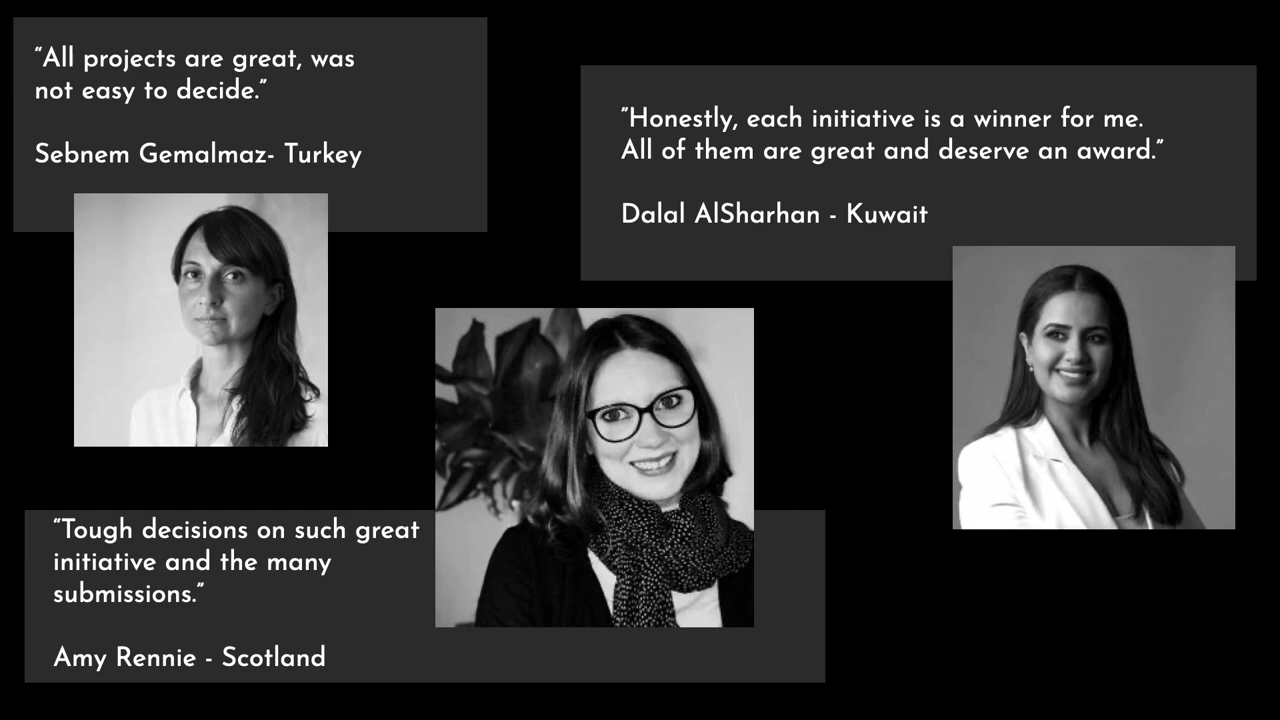 “All projects are great, was
not easy to decide.”
Sebnem Gemalmaz- Turkey
“Honestly, each initiative is a winner for me.
All of them are great and deserve an award.”
Dalal AlSharhan - Kuwait
“Tough decisions on such great
initiative and the many
submissions.”
Amy Rennie - Scotland